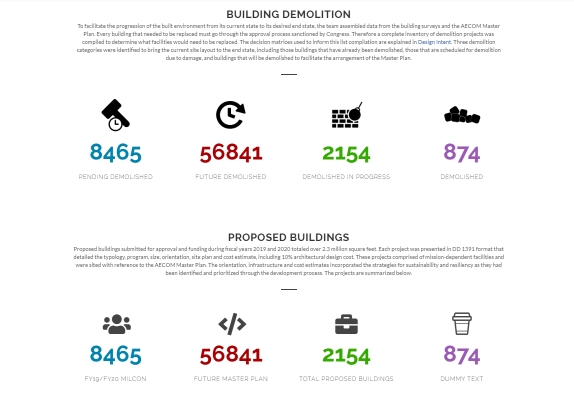 BUILDING DEMOLITION
To facilitate the progression of the built environment from its current state to its desired end state, the team assembled data from the building surveys and the AECOM Master
Plan. Every building that needed to be replaced must go through the approval process sanctioned by Congress. Therefore a complete inventory of demolition projects was
compiled to determine what facilities would need to be replaced. The decision matrices used to inform this list compilation are explained in Design Intent. Three demolition
categories were identified to bring the current site layout to the end state, including those buildings that have already been demolished, those that are scheduled for demolition
due to damage, and buildings that will be demolished to facilitate the arrangement of the Master Plan.
8465 56841 2154 874
PENDING DEMOLISHED FUTURE DEMOLISHED DEMOLISHED IN PROGRESS DEMOLISHED
PROPOSED BUILDINGS
Proposed buildings submitted for approval and funding during fiscal years 2019 and 2020 totaled over 2.3 million square feet. Each project was presented in DD 1391 format that
detailed the typology, program, size, orientation, site plan and cost estimate, including 10% architectural design cost. These projects comprised of mission-dependent facilities and
were sited with reference to the AECOM Master Plan. The orientation, infrastructure and cost estimates incorporated the strategies for sustainability and resiliency as they had
been identified and prioritized through the development process. The projects are summarized below.
8465 56841 2154 874
FY19/FY20 MILCON FUTURE MASTER PLAN TOTAL PROPOSED BUILDINGS DUMMY TEXT